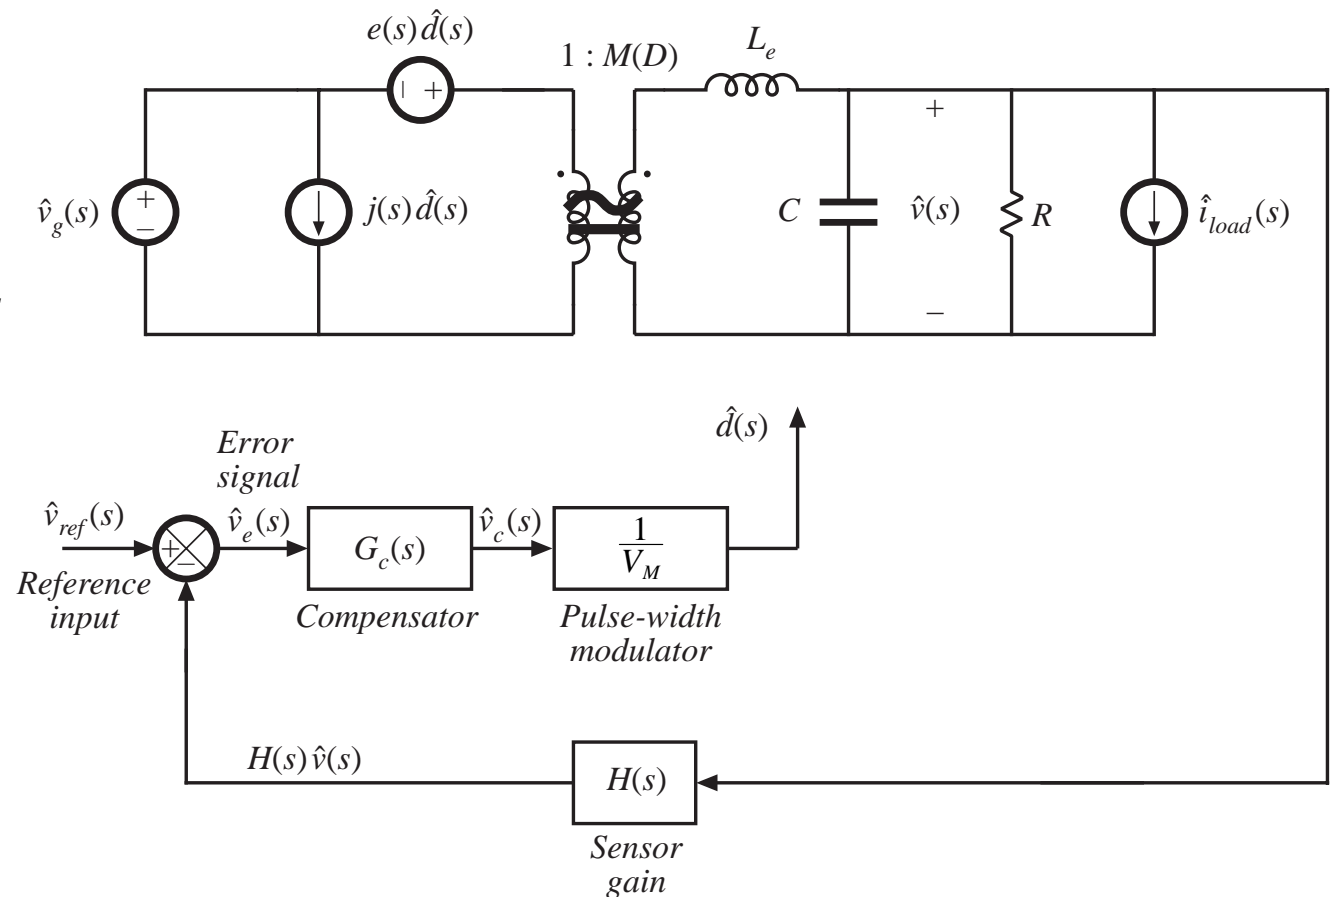 e(s) d̂(s)
1 : M(D)
L_e
+
− +
v̂_g(s)
+
−
j(s) d̂(s)
C
v̂(s)
R
î_load(s)
−
d̂(s)
Error
signal
v̂_ref(s)
v̂_e(s)
v̂_c(s)
+
−
G_c(s)
1
V_M
Reference
input
Compensator
Pulse-width
modulator
H(s) v̂(s)
H(s)
Sensor
gain